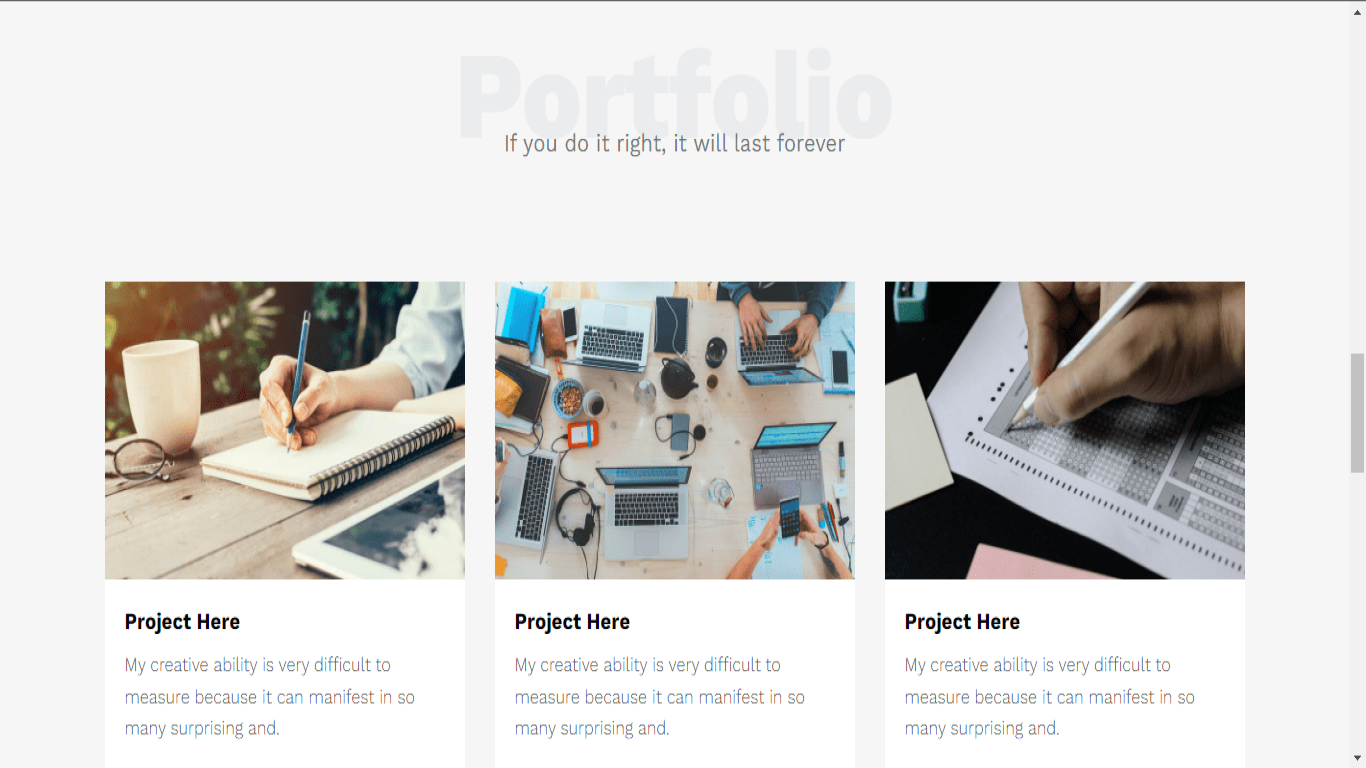 Portfolio
If you do it right, it will last forever
Project Here
My creative ability is very difficult to
measure because it can manifest in so
many surprising and.
Project Here
My creative ability is very difficult to
measure because it can manifest in so
many surprising and.
Project Here
My creative ability is very difficult to
measure because it can manifest in so
many surprising and.